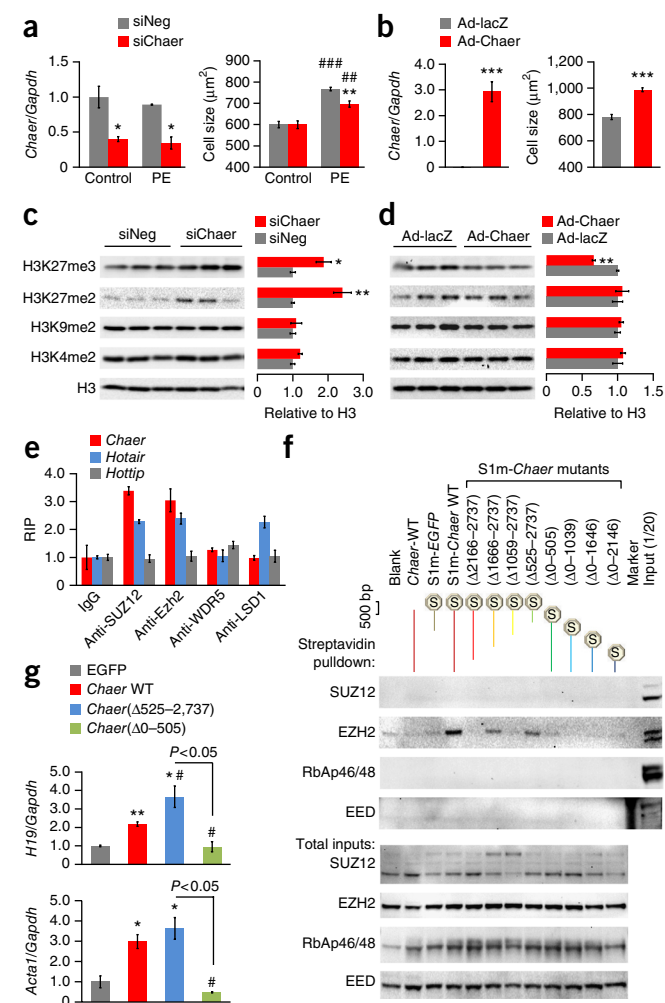 a
siNeg
siChaer
Chaer/Gapdh
1.5
1.0
0.5
0
*
*
Control
PE
Cell size (μm2)
900
800
700
600
500
400
###
##
**
Control
PE
b
Ad-lacZ
Ad-Chaer
Chaer/Gapdh
4.0
3.0
2.0
1.0
0
***
Cell size (μm2)
1,200
1,000
800
600
400
***
c
siNeg
siChaer
siChaer
siNeg
H3K27me3
*
H3K27me2
**
H3K9me2
H3K4me2
H3
0 1.0 2.0 3.0
Relative to H3
d
Ad-lacZ
Ad-Chaer
Ad-Chaer
Ad-lacZ
**
0 0.5 1.0 1.5
Relative to H3
e
Chaer
Hotair
Hottip
RIP
4.0
3.0
2.0
1.0
0
IgG
Anti-SUZ12
Anti-Ezh2
Anti-WDR5
Anti-LSD1
f
S1m-Chaer mutants
Blank
Chaer-WT
S1m-EGFP
S1m-Chaer WT
(Δ2166–2737)
(Δ1666–2737)
(Δ1059–2737)
(Δ525–2737)
(Δ0–505)
(Δ0–1039)
(Δ0–1646)
(Δ0–2146)
Marker
Input (1/20)
500 bp
S S S S S S S S S S
Streptavidin
pulldown:
SUZ12
EZH2
RbAp46/48
EED
Total inputs:
SUZ12
EZH2
RbAp46/48
EED
g
EGFP
Chaer WT
Chaer(Δ525–2,737)
Chaer(Δ0–505)
H19/Gapdh
5.0
4.0
3.0
2.0
1.0
0
**
* #
P<0.05
#
Acta1/Gapdh
5.0
4.0
3.0
2.0
1.0
0
*
*
P<0.05
#